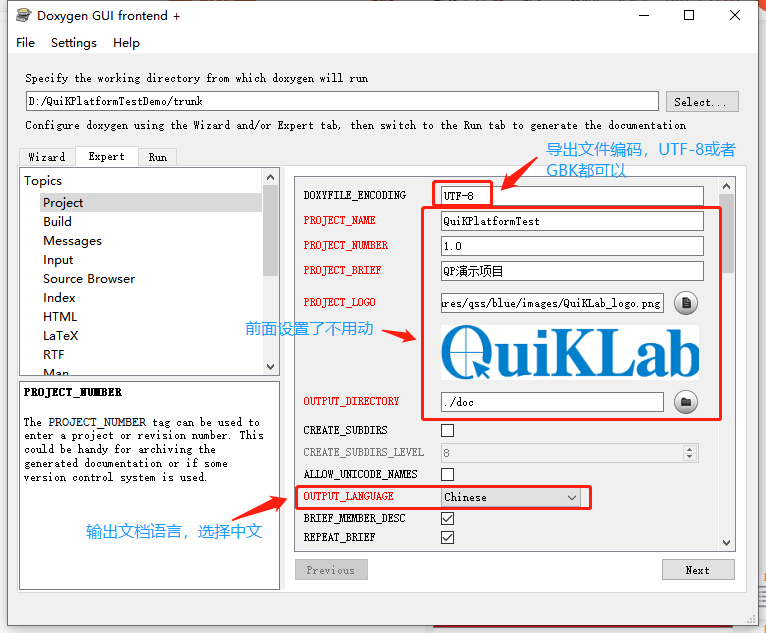 Doxygen GUI frontend +
File Settings Help
Specify the working directory from which doxygen will run
D:/QuiKPlatformTestDemo/trunk
Select...
Configure doxygen using the Wizard and/or Expert tab, then switch to the Run tab to generate the documentation
Wizard Expert Run
导出文件编码，UTF-8或者
GBK都可以
Topics
Project
Build
Messages
Input
Source Browser
Index
HTML
LaTeX
RTF
Man
PROJECT_NUMBER
The PROJECT_NUMBER tag can be used to
enter a project or revision number. This
could be handy for archiving the
generated documentation or if some
version control system is used.
DOXYFILE_ENCODING UTF-8
PROJECT_NAME QuiKPlatformTest
PROJECT_NUMBER 1.0
PROJECT_BRIEF QP演示项目
PROJECT_LOGO ures/qss/blue/images/QuiKLab_logo.png
前面设置了不用动
QuiKLab
OUTPUT_DIRECTORY ./doc
CREATE_SUBDIRS
CREATE_SUBDIRS_LEVEL 8
ALLOW_UNICODE_NAMES
OUTPUT_LANGUAGE Chinese
输出文档语言，选择中文
BRIEF_MEMBER_DESC
REPEAT_BRIEF
Previous Next